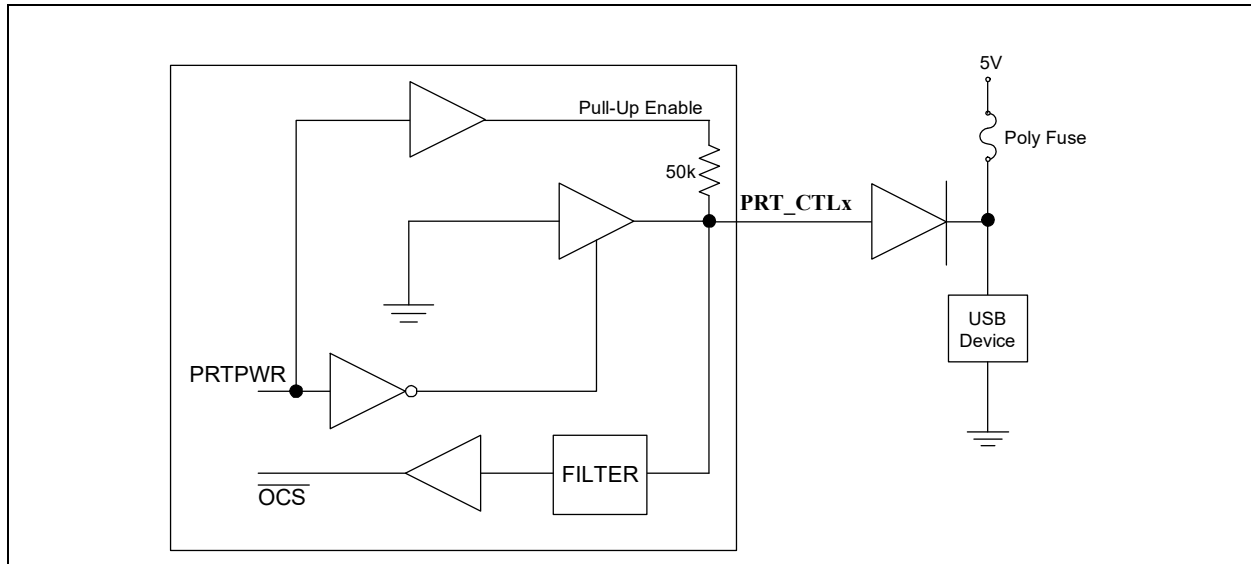 5V
Pull-Up Enable
Poly Fuse
50k
PRT_CTLx
USB
Device
PRTPWR
FILTER
OCS